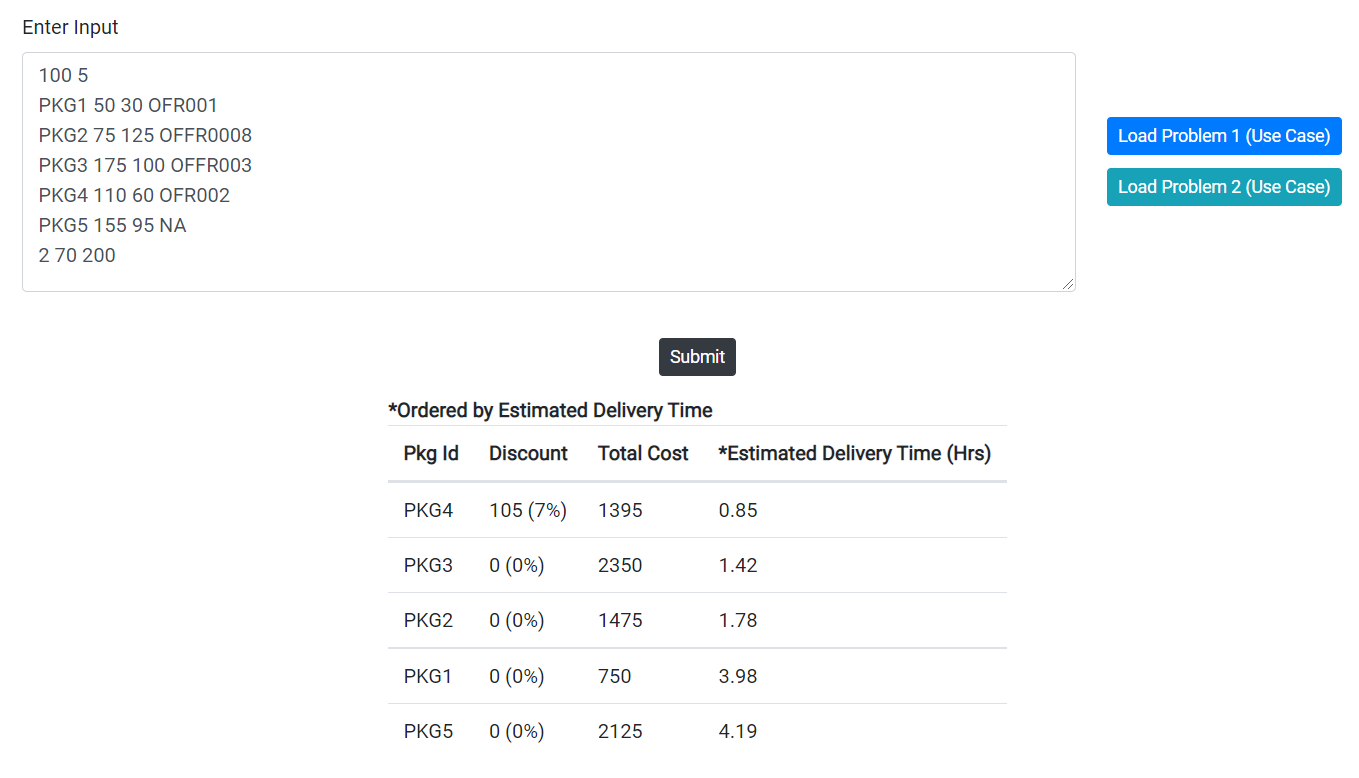 Enter Input
100 5
PKG1 50 30 OFR001
PKG2 75 125 OFFR0008
PKG3 175 100 OFFR003
PKG4 110 60 OFR002
PKG5 155 95 NA
2 70 200
Load Problem 1 (Use Case)
Load Problem 2 (Use Case)
Submit
*Ordered by Estimated Delivery Time
Pkg Id Discount Total Cost *Estimated Delivery Time (Hrs)
PKG4 105 (7%) 1395 0.85
PKG3 0 (0%) 2350 1.42
PKG2 0 (0%) 1475 1.78
PKG1 0 (0%) 750 3.98
PKG5 0 (0%) 2125 4.19